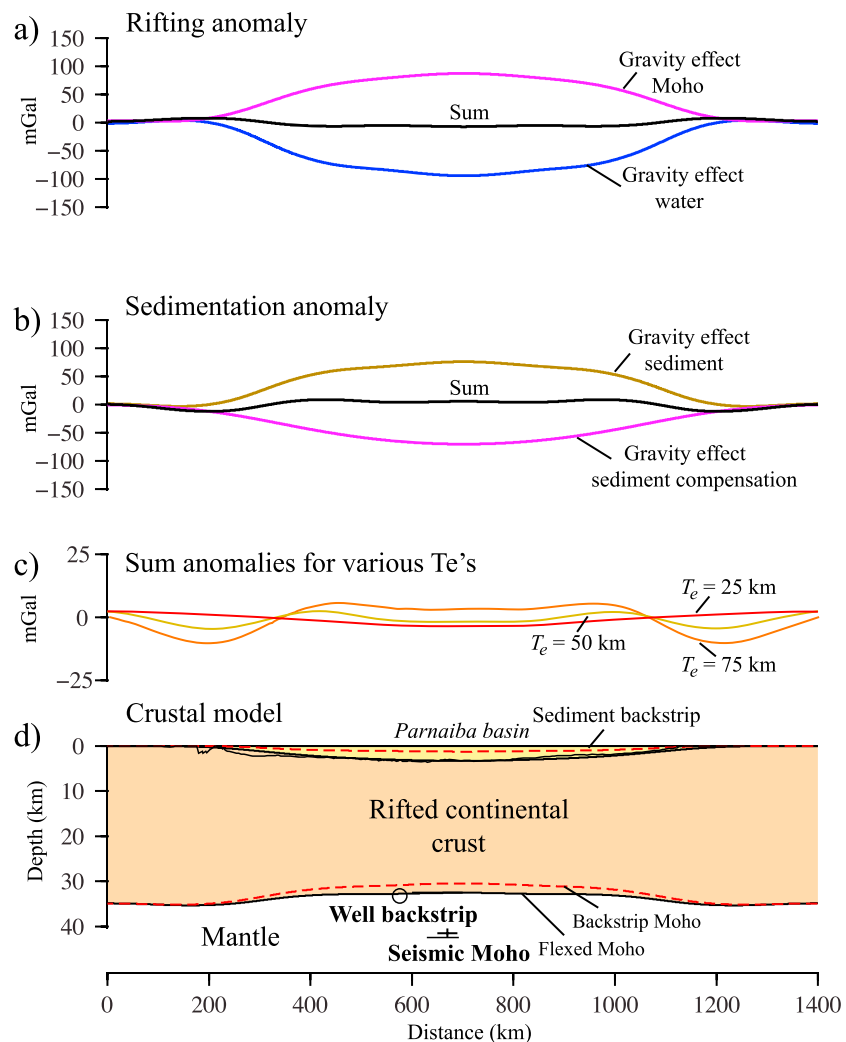 a) Rifting anomaly
150
100
50
0
−50
−100
−150
mGal
Gravity effect
Moho
Sum
Gravity effect
water
b) Sedimentation anomaly
150
100
50
0
−50
−100
−150
mGal
Gravity effect
sediment
Sum
Gravity effect
sediment compensation
c) Sum anomalies for various Te's
25
0
−25
mGal
Te = 25 km
Te = 50 km
Te = 75 km
Crustal model
d)
Sediment backstrip
Parnaiba basin
0
10
20
30
40
Depth (km)
Rifted continental
crust
Well backstrip
Backstrip Moho
Mantle
Flexed Moho
Seismic Moho
0 200 400 600 800 1000 1200 1400
Distance (km)